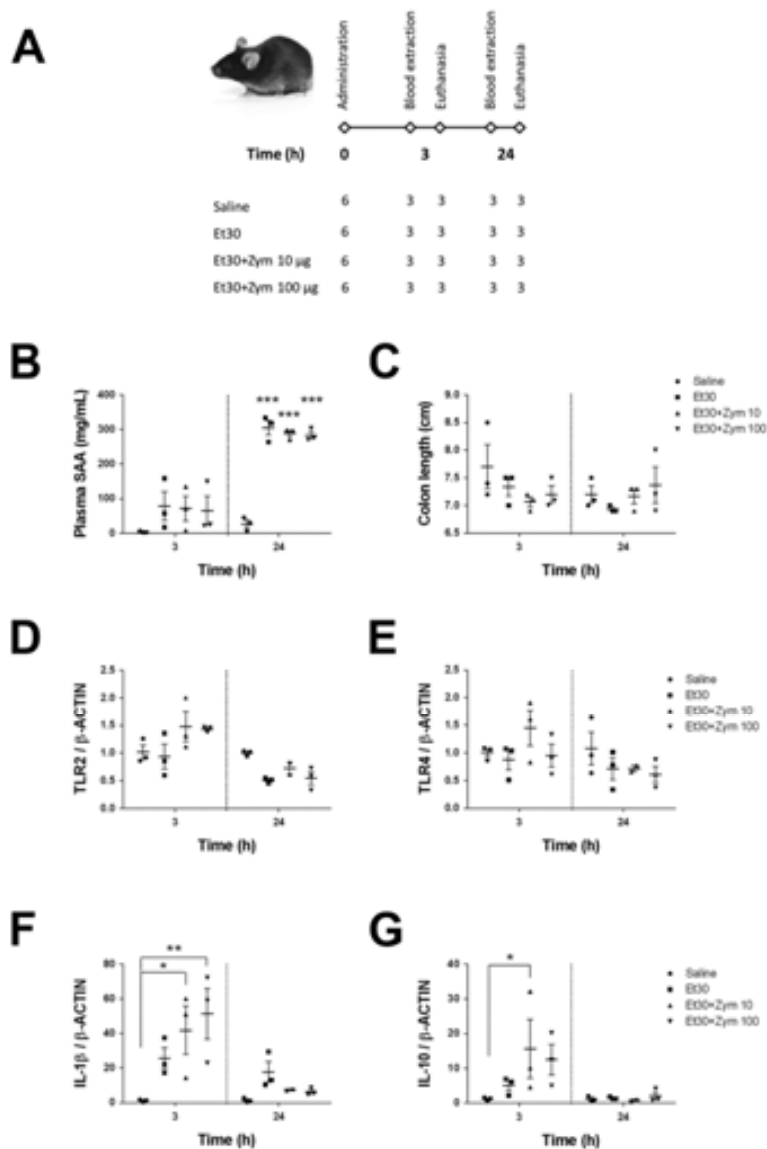 A
Administration
Blood extraction
Euthanasia
Blood extraction
Euthanasia
Time (h) 0 3 24
Saline 6 3 3 3 3
Et30 6 3 3 3 3
Et30+Zym 10 µg 6 3 3 3 3
Et30+Zym 100 µg 6 3 3 3 3
B
Plasma SAA (mg/mL)
400
300
200
100
0
***
***
***
3 24
Time (h)
C
Colon length (cm)
9.0
8.5
8.0
7.5
7.0
6.5
3 24
Time (h)
Saline
Et30
Et30+Zym 10
Et30+Zym 100
D
TLR2 / β-ACTIN
2.5
2.0
1.5
1.0
0.5
0.0
3 24
Time (h)
E
TLR4 / β-ACTIN
2.5
2.0
1.5
1.0
0.5
0.0
3 24
Time (h)
Saline
Et30
Et30+Zym 10
Et30+Zym 100
F
IL-1β / β-ACTIN
80
60
40
20
0
**
*
3 24
Time (h)
G
IL-10 / β-ACTIN
40
30
20
10
0
*
3 24
Time (h)
Saline
Et30
Et30+Zym 10
Et30+Zym 100